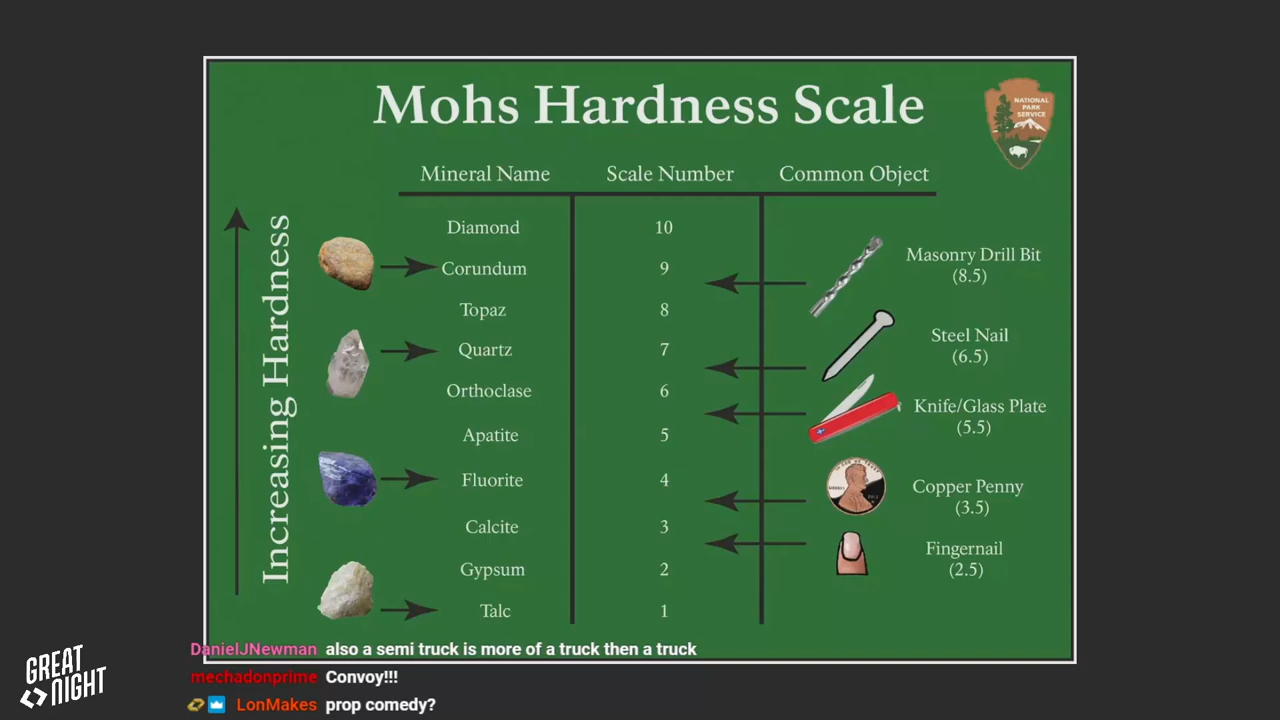 Mohs Hardness Scale
NATIONAL
PARK
SERVICE
Mineral Name Scale Number Common Object
Increasing Hardness
Diamond 10
Masonry Drill Bit
(8.5)
Corundum 9
Topaz 8
Steel Nail
(6.5)
Quartz 7
Orthoclase 6
Knife/Glass Plate
(5.5)
Apatite 5
Fluorite 4
Copper Penny
(3.5)
Calcite 3
Fingernail
(2.5)
Gypsum 2
Talc 1
DanielJNewman also a semi truck is more of a truck then a truck
mechadonprime Convoy!!!
LonMakes prop comedy?
GREAT
NIGHT